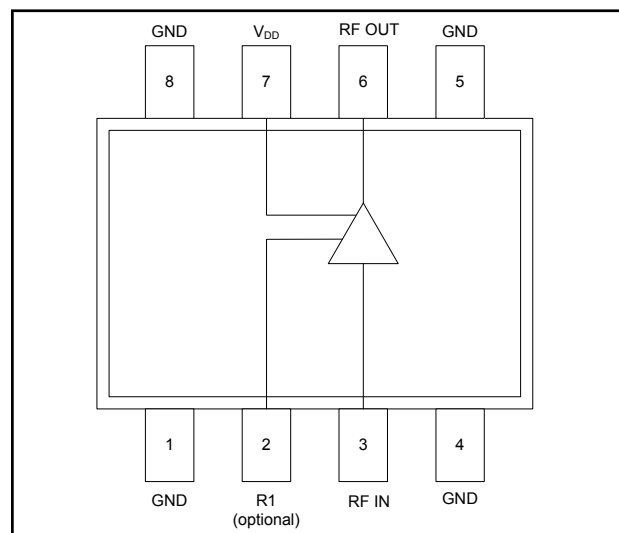 GND V_DD RF OUT GND
8 7 6 5
1 2 3 4
GND R1 RF IN GND
(optional)